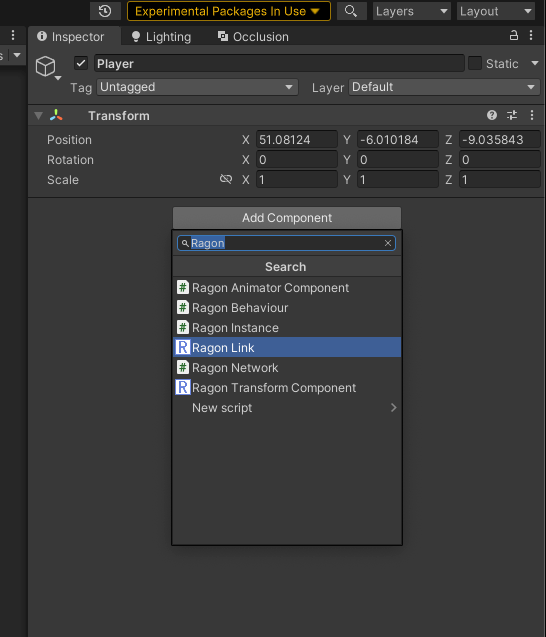 Experimental Packages In Use Layers Layout
Inspector Lighting Occlusion
Player Static
Tag Untagged Layer Default
Transform
Position X 51.08124 Y -6.010184 Z -9.035843
Rotation X 0 Y 0 Z 0
Scale X 1 Y 1 Z 1
Add Component
Ragon
Search
# Ragon Animator Component
# Ragon Behaviour
# Ragon Instance
R Ragon Link
# Ragon Network
R Ragon Transform Component
New script